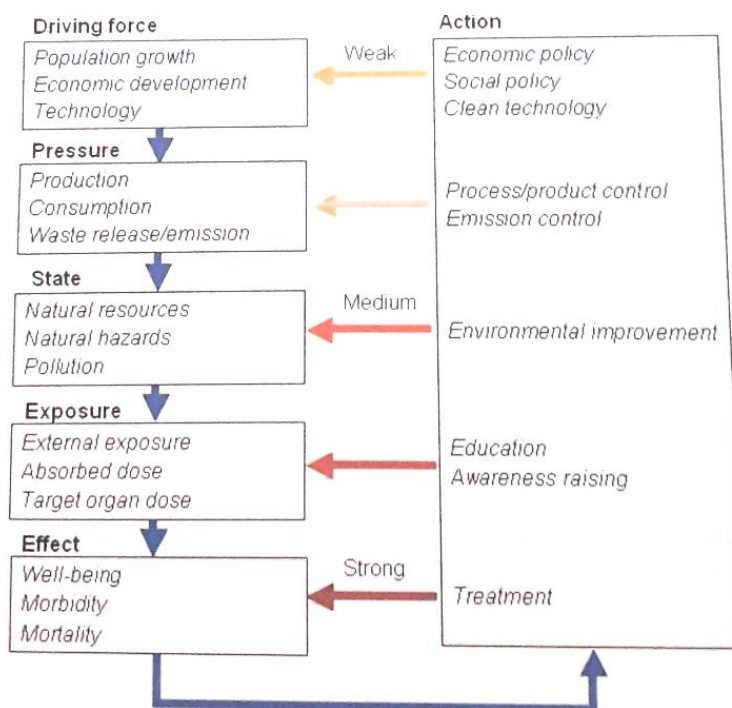 Driving force
Population growth
Economic development
Technology
Pressure
Production
Consumption
Waste release/emission
State
Natural resources
Natural hazards
Pollution
Exposure
External exposure
Absorbed dose
Target organ dose
Effect
Well-being
Morbidity
Mortality
Weak
Medium
Strong
Action
Economic policy
Social policy
Clean technology
Process/product control
Emission control
Environmental improvement
Education
Awareness raising
Treatment